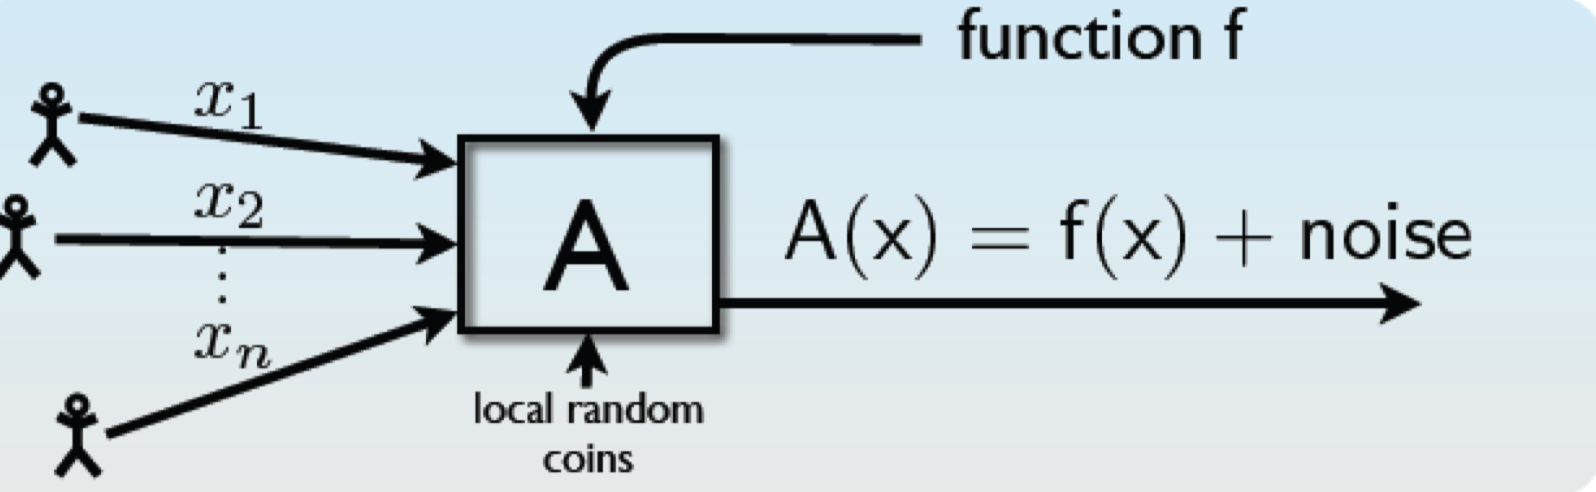 function f
x₁
x₂
⋮
xₙ
A
A(x) = f(x) + noise
local random
coins